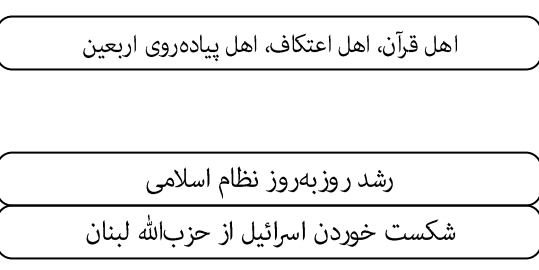 اهل قرآن، اهل اعتکاف، اهل پیاده‌روی اربعین
رشد روزبه‌روز نظام اسلامی
شکست خوردن اسرائیل از حزب‌الله لبنان